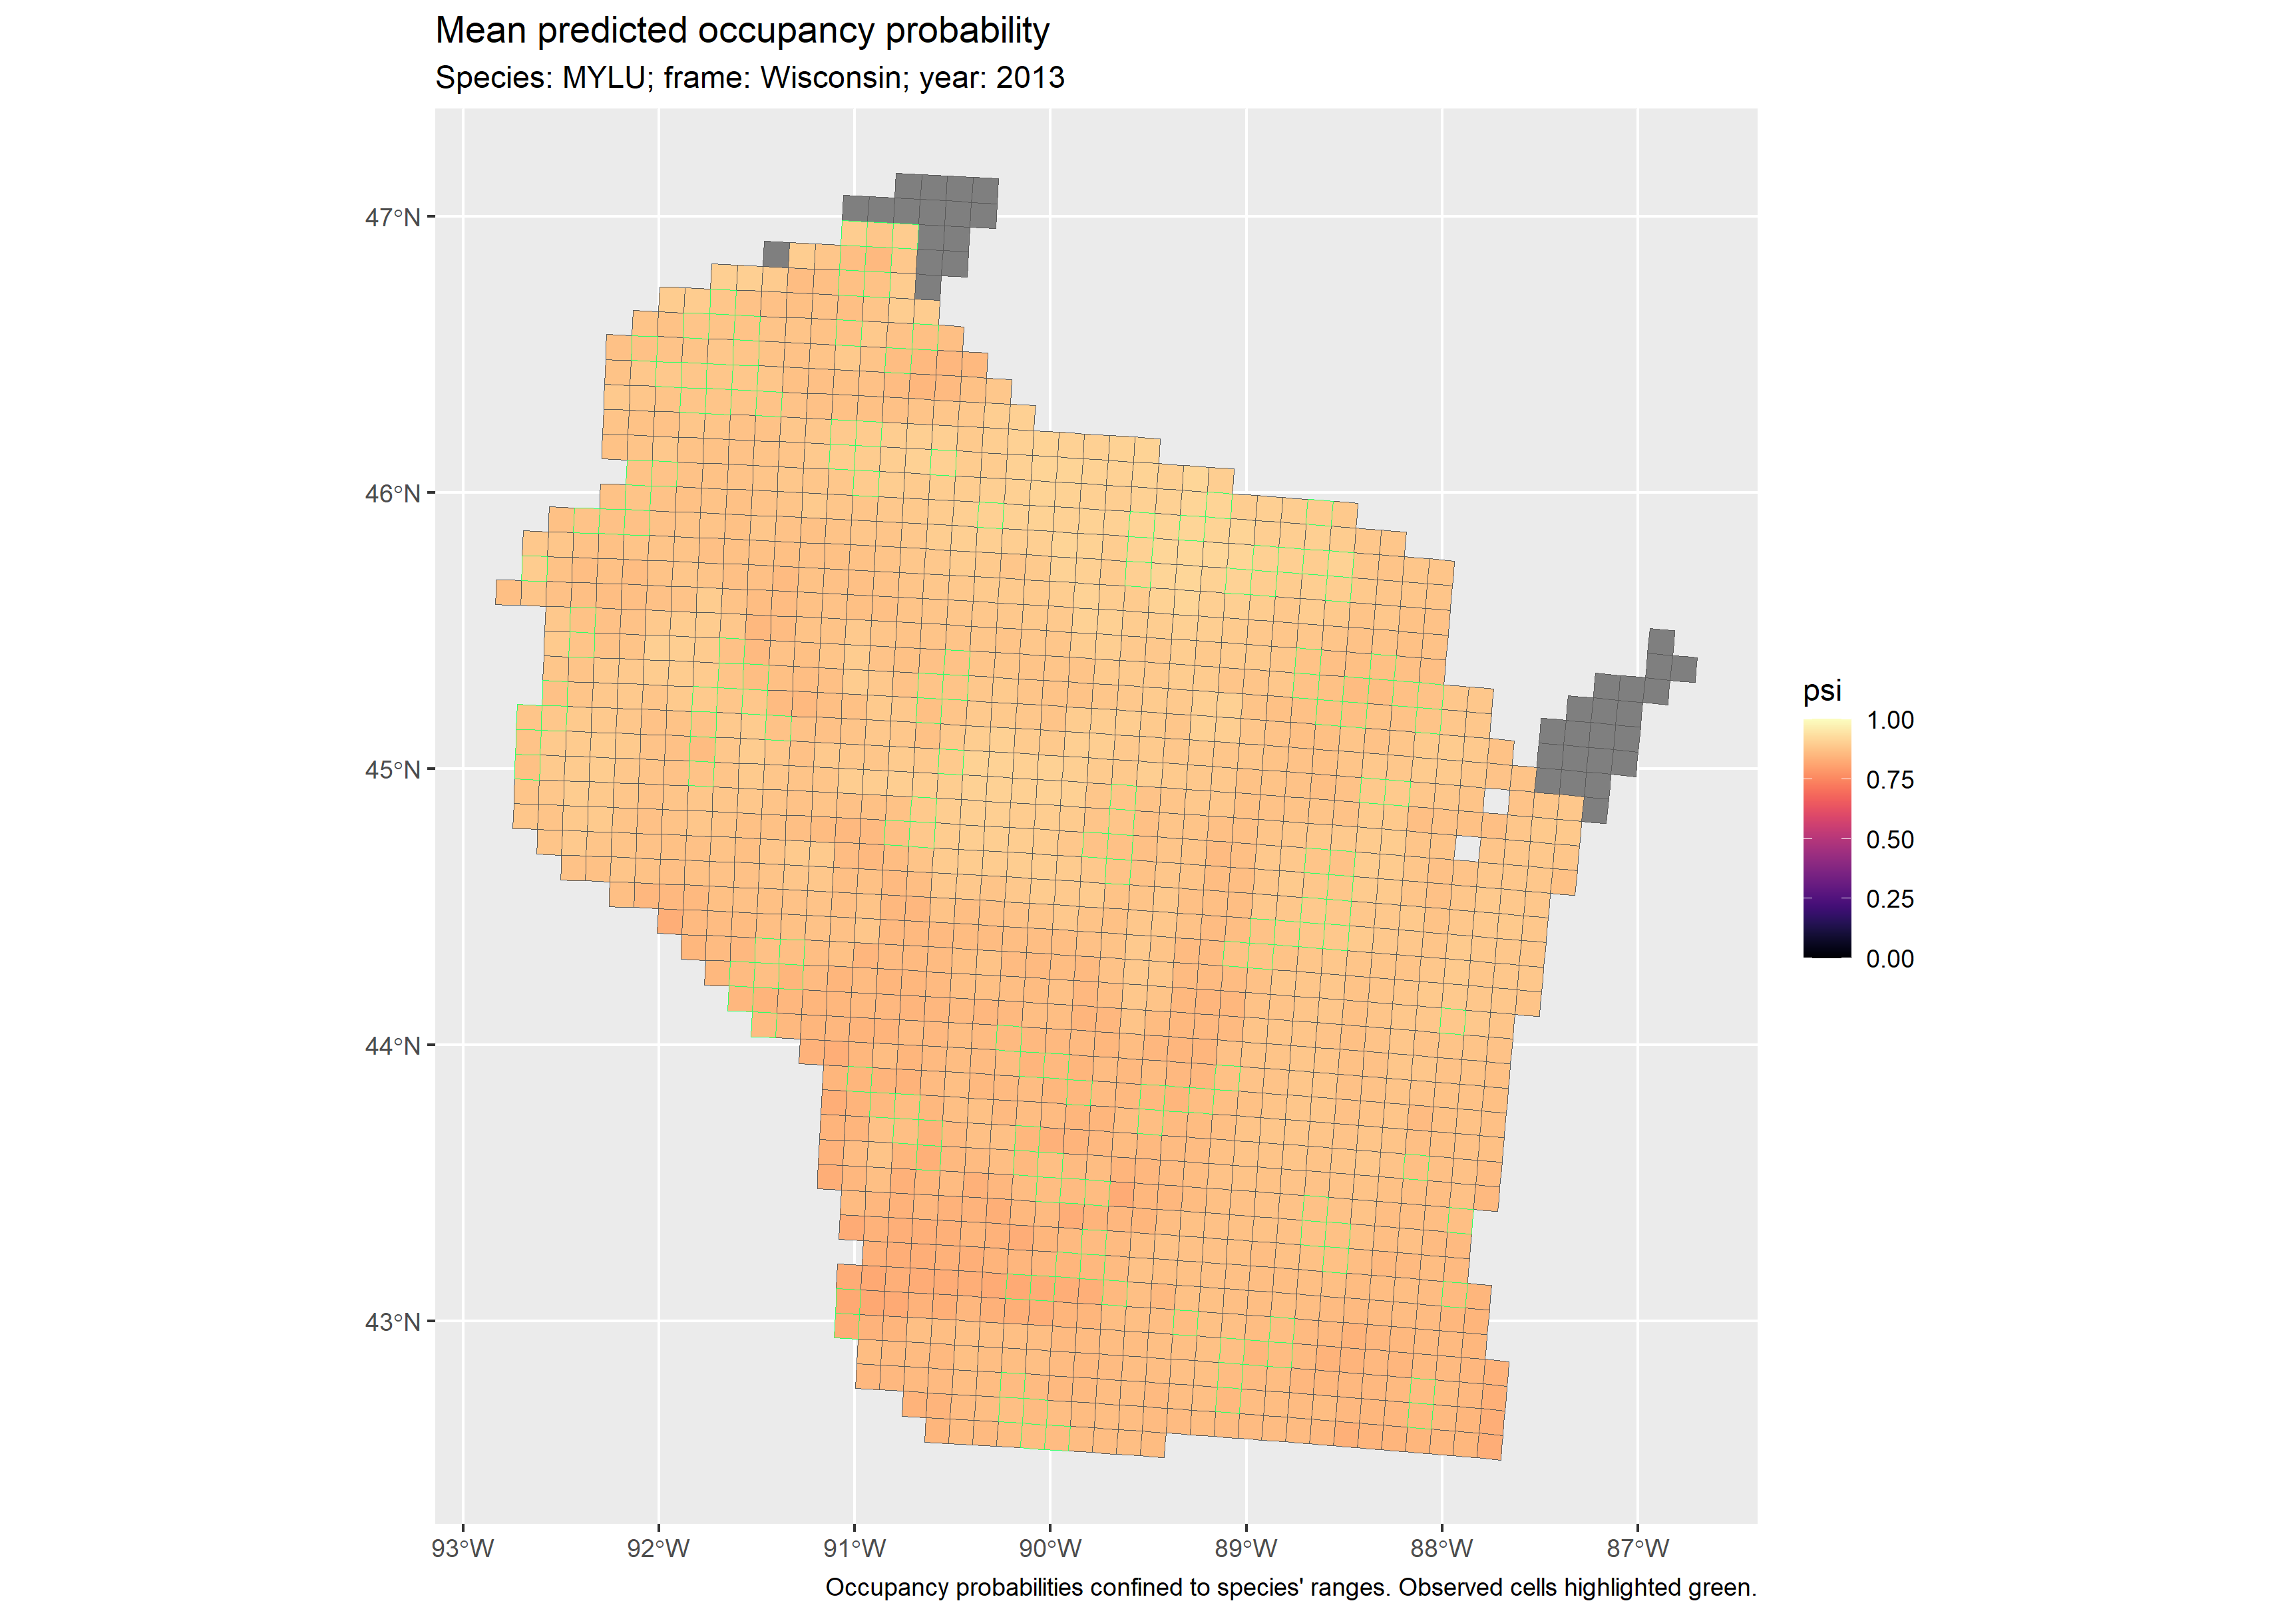 Mean predicted occupancy probability
Species: MYLU; frame: Wisconsin; year: 2013
47°N
46°N
45°N
44°N
43°N
93°W
92°W
91°W
90°W
89°W
88°W
87°W
psi
1.00
0.75
0.50
0.25
0.00
Occupancy probabilities confined to species' ranges. Observed cells highlighted green.